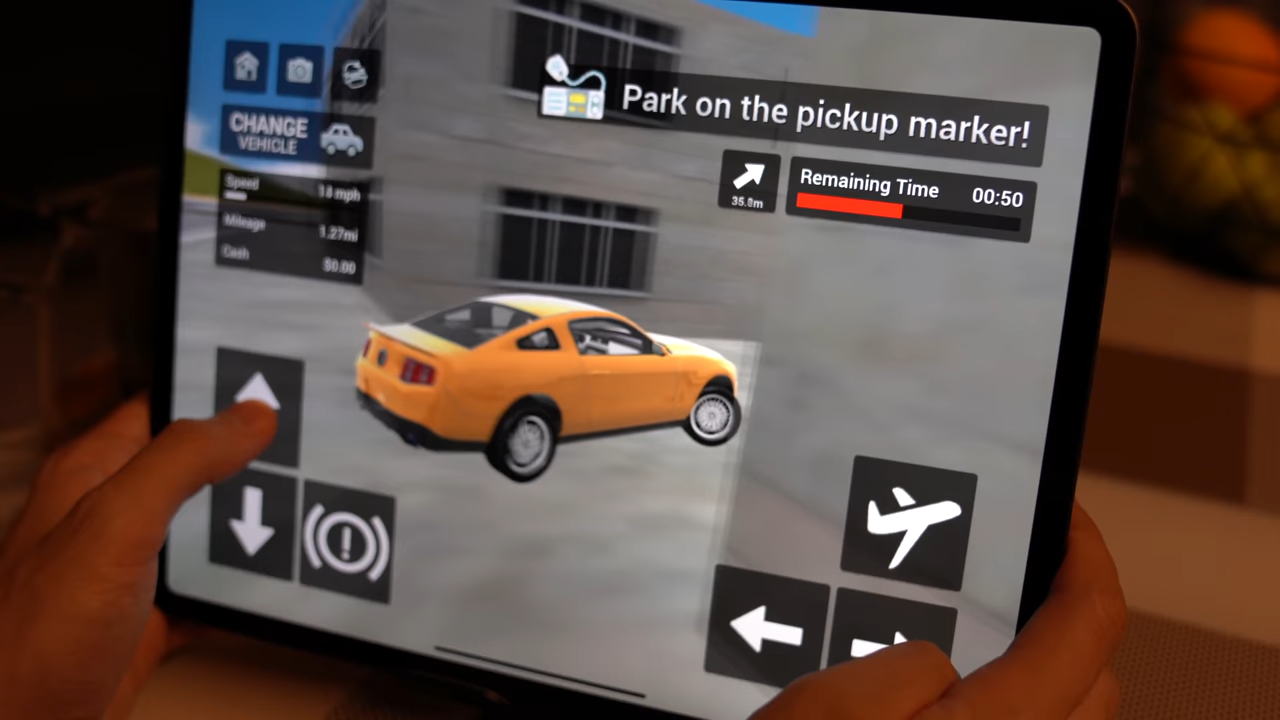 Park on the pickup marker!
CHANGE
VEHICLE
35.8m
Remaining Time 00:50
Speed 18 mph
Mileage 1.27mi
Cash $0.00